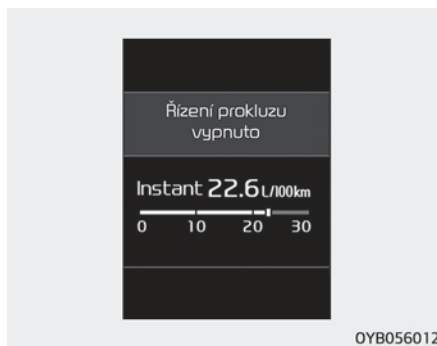 Řízení prokluzu
vypnuto
Instant 22.6 L/100km
0 10 20 30
OYB056012